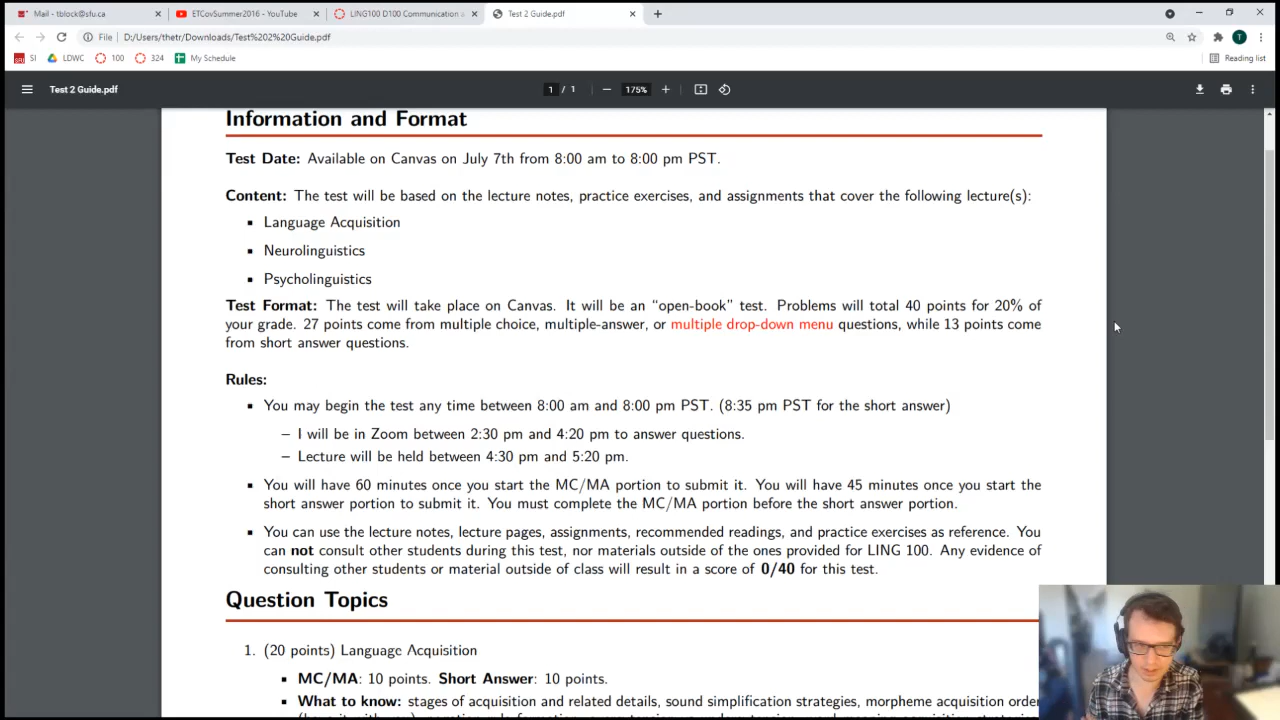 Mail - tblock@sfu.ca
ETCovSummer2016 - YouTube
LING100 D100 Communication a
Test 2 Guide.pdf
File
D:/Users/thetr/Downloads/Test%202%20Guide.pdf
T
SI
LDWC
100
324
My Schedule
Reading list
Test 2 Guide.pdf
1 / 1
175%
Information and Format
Test Date: Available on Canvas on July 7th from 8:00 am to 8:00 pm PST.
Content: The test will be based on the lecture notes, practice exercises, and assignments that cover the following lecture(s):
▪ Language Acquisition
▪ Neurolinguistics
▪ Psycholinguistics
Test Format: The test will take place on Canvas. It will be an “open-book” test. Problems will total 40 points for 20% of
your grade. 27 points come from multiple choice, multiple-answer, or multiple drop-down menu questions, while 13 points come
from short answer questions.
Rules:
▪ You may begin the test any time between 8:00 am and 8:00 pm PST. (8:35 pm PST for the short answer)
– I will be in Zoom between 2:30 pm and 4:20 pm to answer questions.
– Lecture will be held between 4:30 pm and 5:20 pm.
▪ You will have 60 minutes once you start the MC/MA portion to submit it. You will have 45 minutes once you start the
short answer portion to submit it. You must complete the MC/MA portion before the short answer portion.
▪ You can use the lecture notes, lecture pages, assignments, recommended readings, and practice exercises as reference. You
can not consult other students during this test, nor materials outside of the ones provided for LING 100. Any evidence of
consulting other students or material outside of class will result in a score of 0/40 for this test.
Question Topics
1. (20 points) Language Acquisition
▪ MC/MA: 10 points. Short Answer: 10 points.
▪ What to know: stages of acquisition and related details, sound simplification strategies, morpheme acquisition order